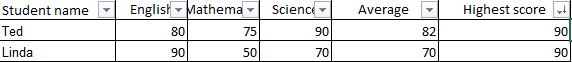 Student name English Mathema Science Average Highest score
Ted 80 75 90 82 90
Linda 90 50 70 70 90